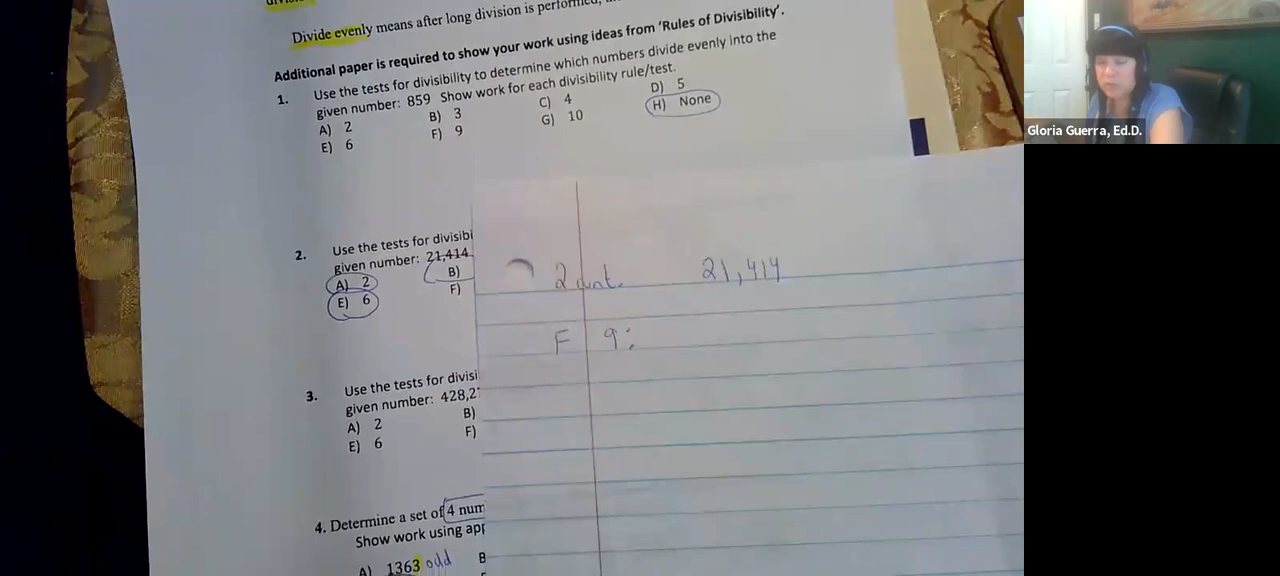 Divide evenly means after long division is performed,
Additional paper is required to show your work using ideas from 'Rules of Divisibility'.
1. Use the tests for divisibility to determine which numbers divide evenly into the
given number: 859 Show work for each divisibility rule/test.
A) 2 B) 3 C) 4 D) 5
E) 6 F) 9 G) 10 H) None
Gloria Guerra, Ed.D.
2. Use the tests for divisibi
given number: 21,414
A) 2 B)
E) 6 F)
2 cont. 21,414
F 9:
3. Use the tests for divisi
given number: 428,2
A) 2 B)
E) 6 F)
4. Determine a set of 4 num
Show work using app
A) 1363 odd B